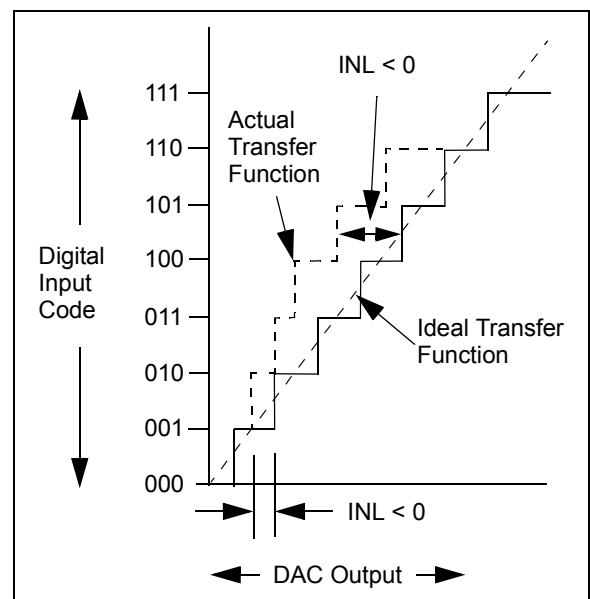 INL < 0
111
Actual
Transfer
Function
110
101
Digital
Input
Code
100
011
Ideal Transfer
Function
010
001
000
INL < 0
DAC Output